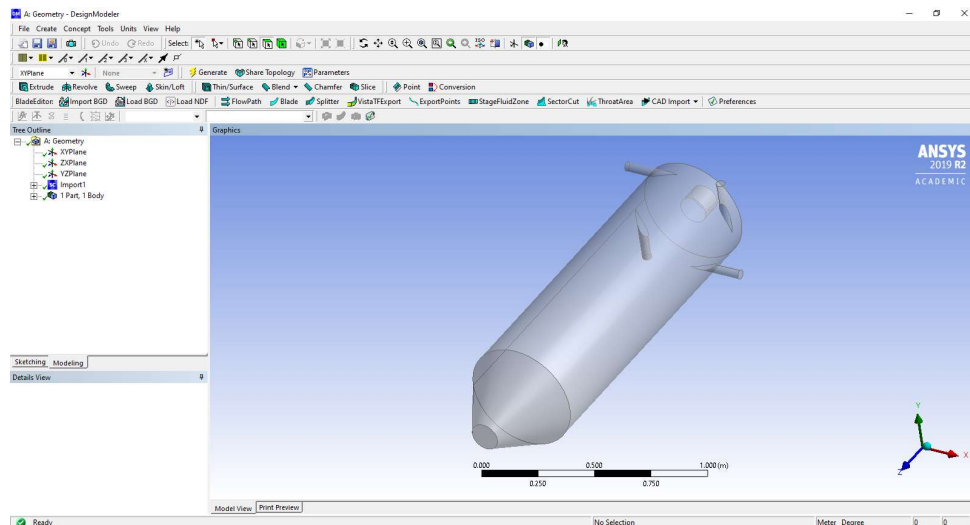 A: Geometry - DesignModeler
File Create Concept Tools Units View Help
Undo Redo Select:
XYPlane None Generate Share Topology Parameters
Extrude Revolve Sweep Skin/Loft Thin/Surface Blend Chamfer Slice Point Conversion
BladeEditor: Import BGD Load BGD Load NDF FlowPath Blade Splitter VistaTFExport ExportPoints StageFluidZone SectorCut ThroatArea CAD Import Preferences
Tree Outline
Graphics
A: Geometry
XYPlane
ZXPlane
YZPlane
Import1
1 Part, 1 Body
ANSYS
2019 R2
ACADEMIC
Sketching Modeling
Details View
Y
X
Z
0.000 0.500 1.000 (m)
0.250 0.750
Model View Print Preview
Ready No Selection Meter Degree 0 0